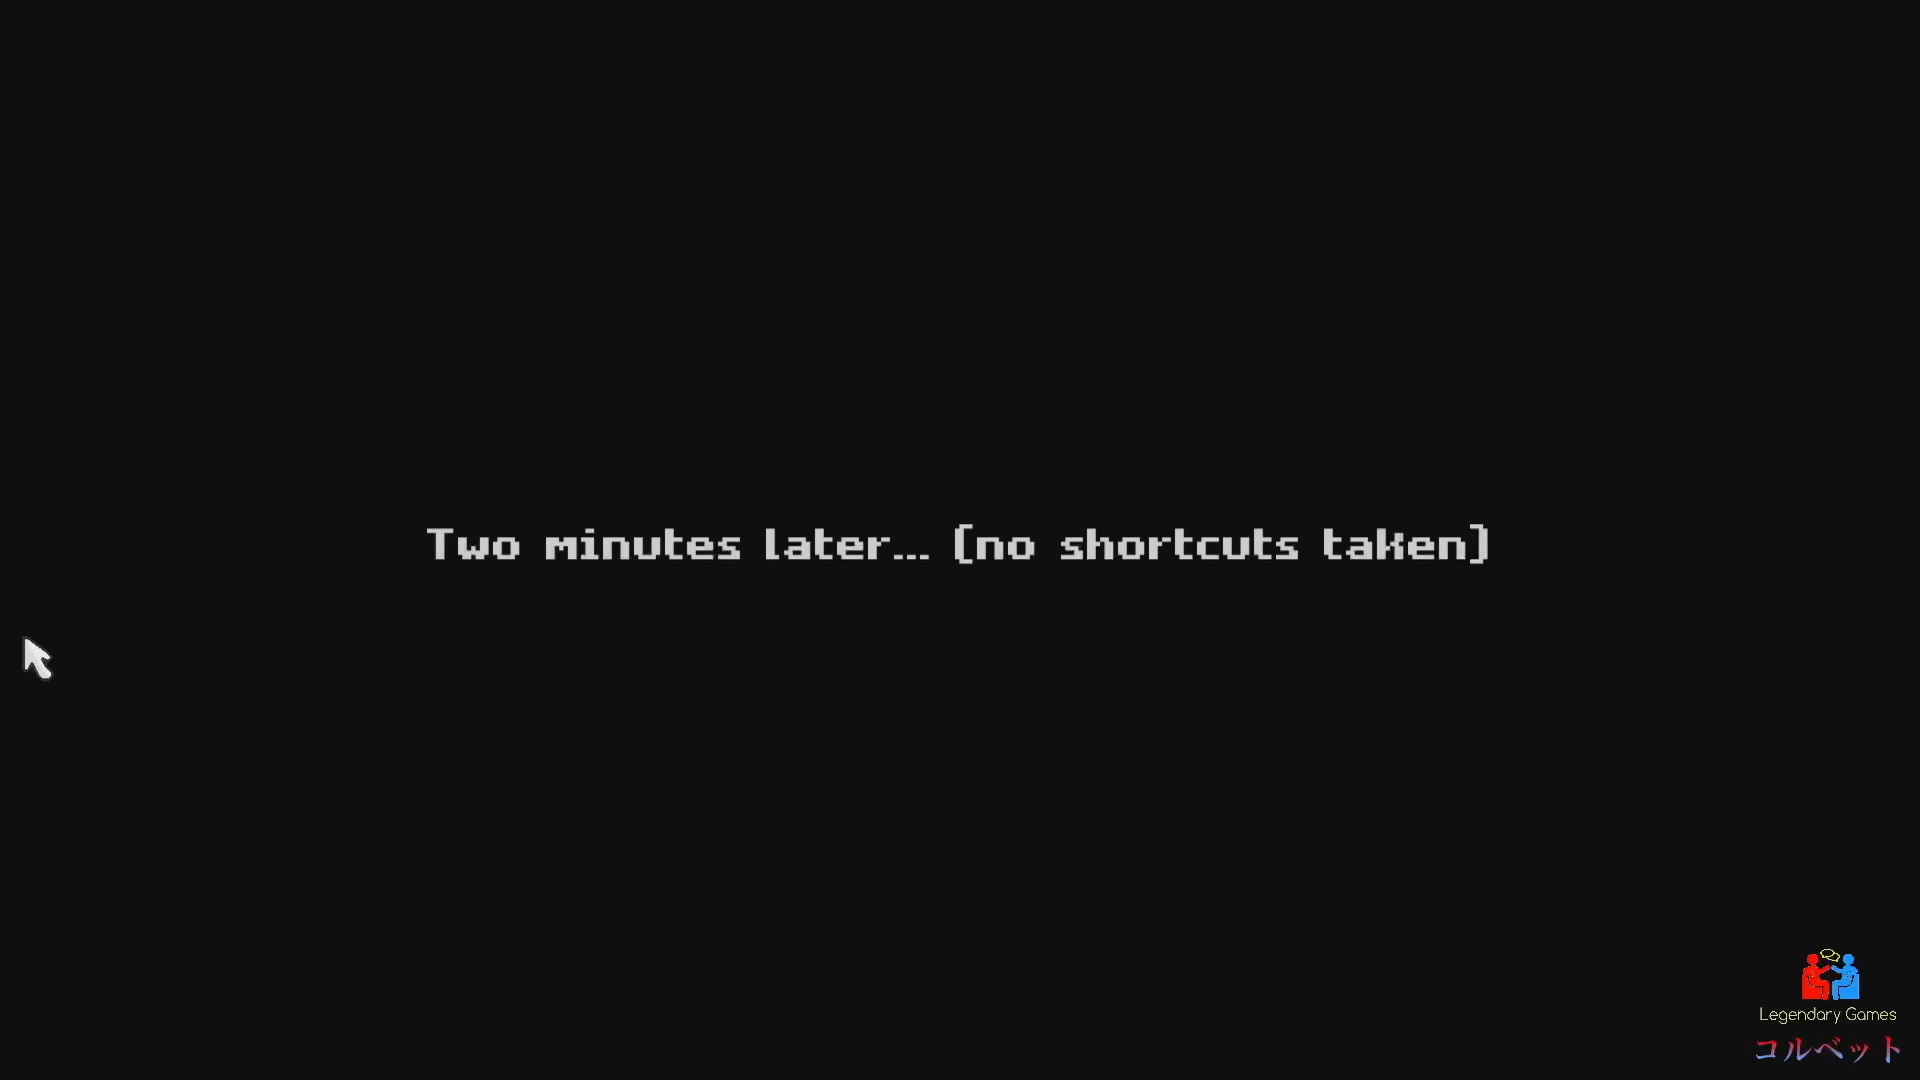 Two minutes later... (no shortcuts taken)
Legendary Games
コルベット